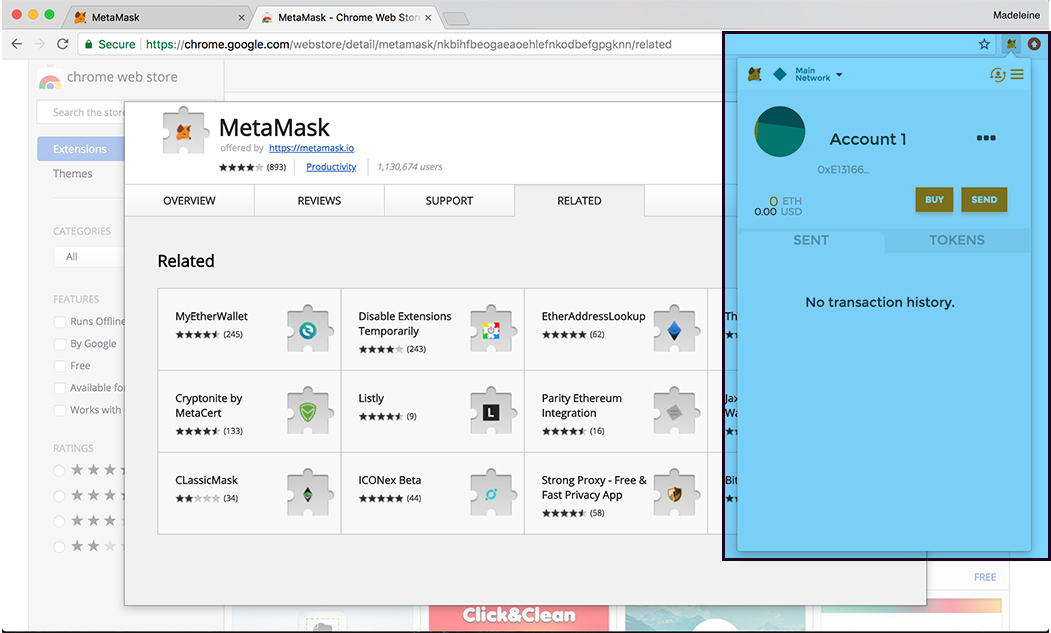 MetaMask
MetaMask - Chrome Web Stor
Madeleine
Secure https://chrome.google.com/webstore/detail/metamask/nkbihfbeogaeaoehlefnkodbefgpgknn/related
chrome web store
Search the store
Extensions
Themes
CATEGORIES
All
FEATURES
Runs Offline
By Google
Free
Available fo
Works with
RATINGS
MetaMask
offered by https://metamask.io
(893) Productivity 1,130,674 users
OVERVIEW REVIEWS SUPPORT RELATED
Related
MyEtherWallet
(245)
Disable Extensions
Temporarily
(243)
EtherAddressLookup
(62)
Th
Cryptonite by
MetaCert
(133)
Listly
(9)
L
Parity Ethereum
Integration
(16)
Jax
Wa
CLassicMask
(34)
ICONex Beta
(44)
Strong Proxy - Free &
Fast Privacy App
(58)
Bit
Main
Network
Account 1
0xE13166...
0 ETH
0.00 USD
BUY SEND
SENT TOKENS
No transaction history.
FREE
Click&Clean